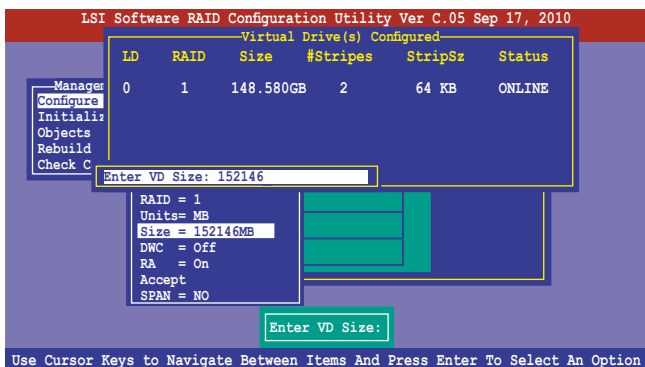 LSI Software RAID Configuration Utility Ver C.05 Sep 17, 2010
Virtual Drive(s) Configured
LD RAID Size #Stripes StripSz Status
0 1 148.580GB 2 64 KB ONLINE
Configure
Objects
Rebuild
Enter VD Size: 152146
RAID = 1
Units= MB
Size = 152146MB
DWC = Off
RA = On
Accept
SPAN = NO
Enter VD Size:
Use Cursor Keys to Navigate Between Items And Press Enter To Select An Option